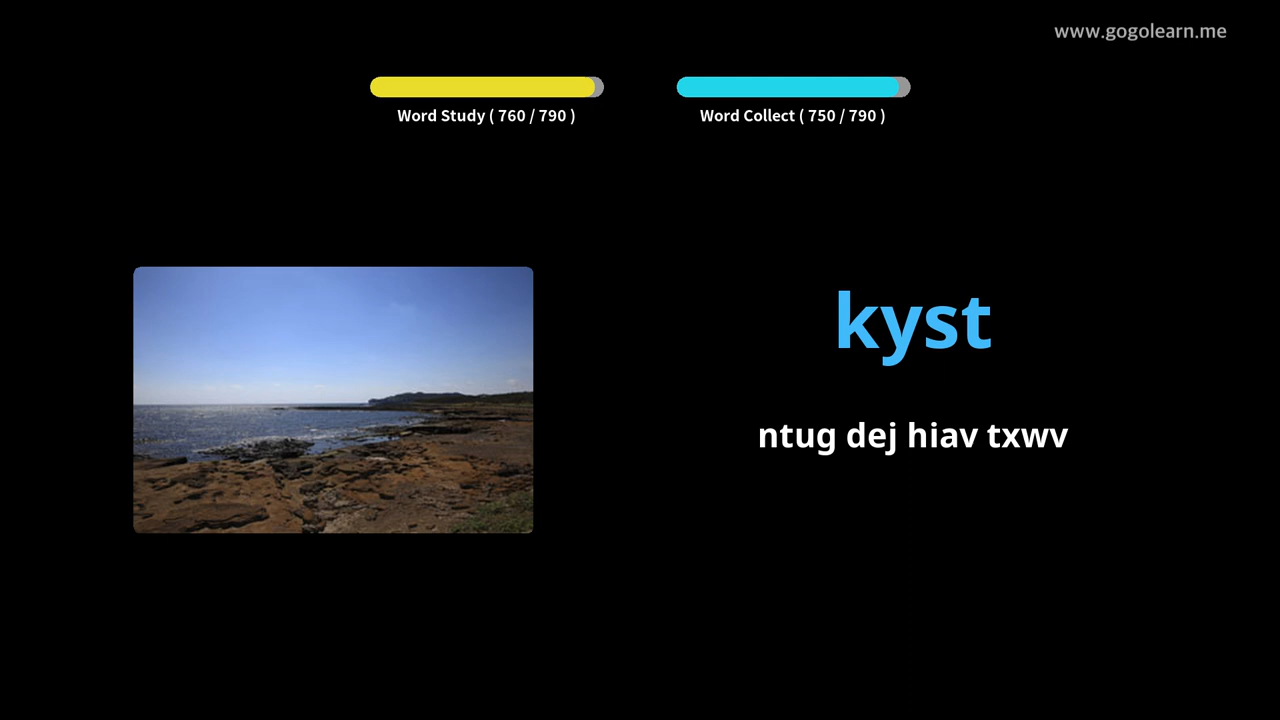 www.gogolearn.me
Word Study ( 760 / 790 )
Word Collect ( 750 / 790 )
kyst
ntug dej hiav txwv